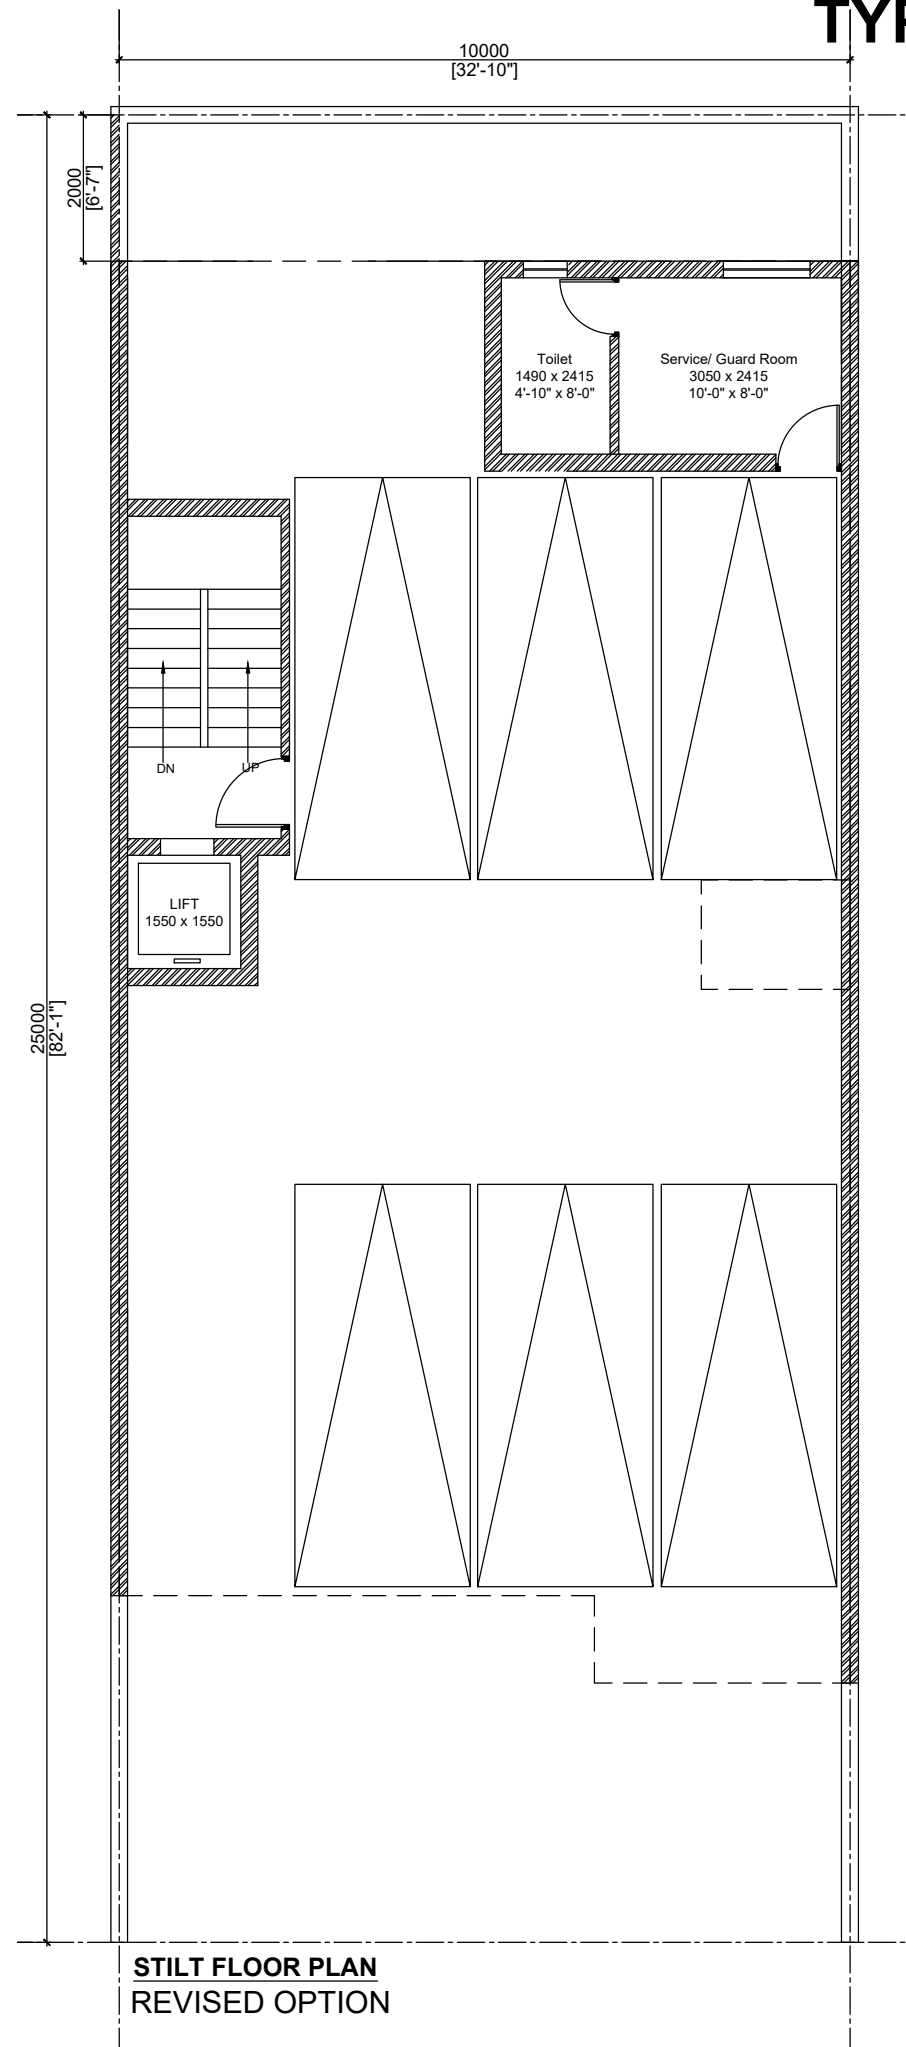 TYP
10000
[32'-10"]
2000
[6'-7"]
Toilet
1490 x 2415
4'-10" x 8'-0"
Service/ Guard Room
3050 x 2415
10'-0" x 8'-0"
DN
UP
LIFT
1550 x 1550
25000
[82'-1"]
STILT FLOOR PLAN
REVISED OPTION